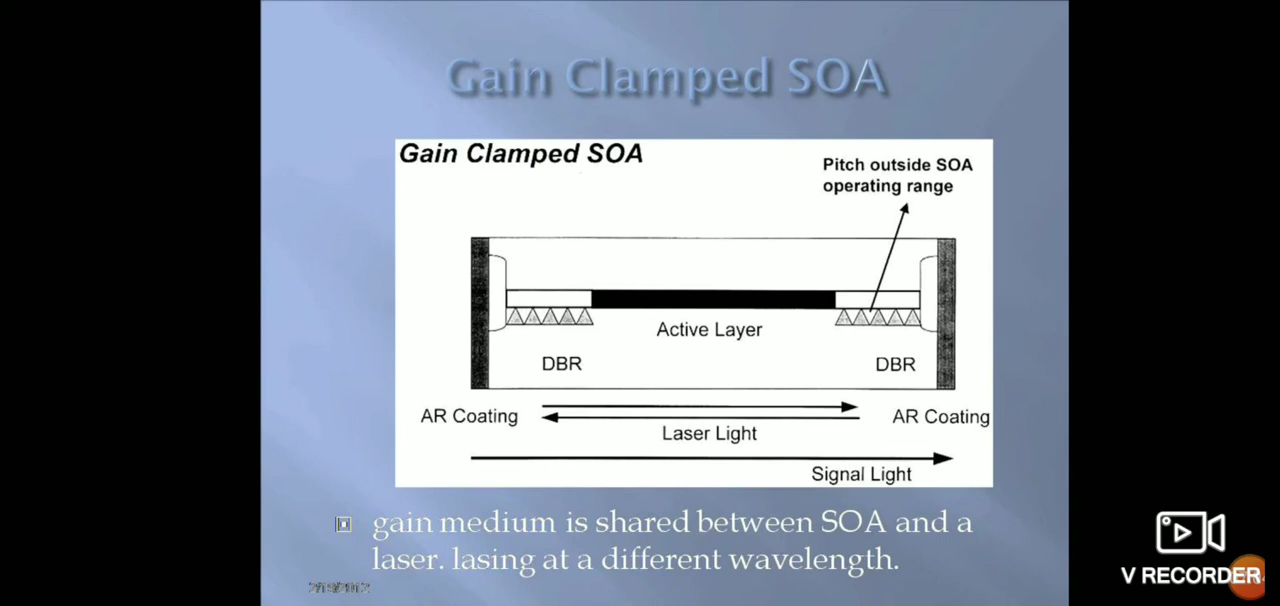 Gain Clamped SOA
Gain Clamped SOA
Pitch outside SOA
operating range
Active Layer
DBR
DBR
AR Coating
AR Coating
Laser Light
Signal Light
gain medium is shared between SOA and a
laser. lasing at a different wavelength.
V RECORDER